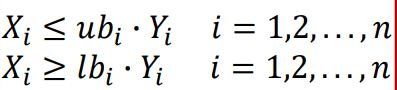 Xᵢ ≤ ubᵢ · Yᵢ i = 1,2,...,n
Xᵢ ≥ lbᵢ · Yᵢ i = 1,2,...,n